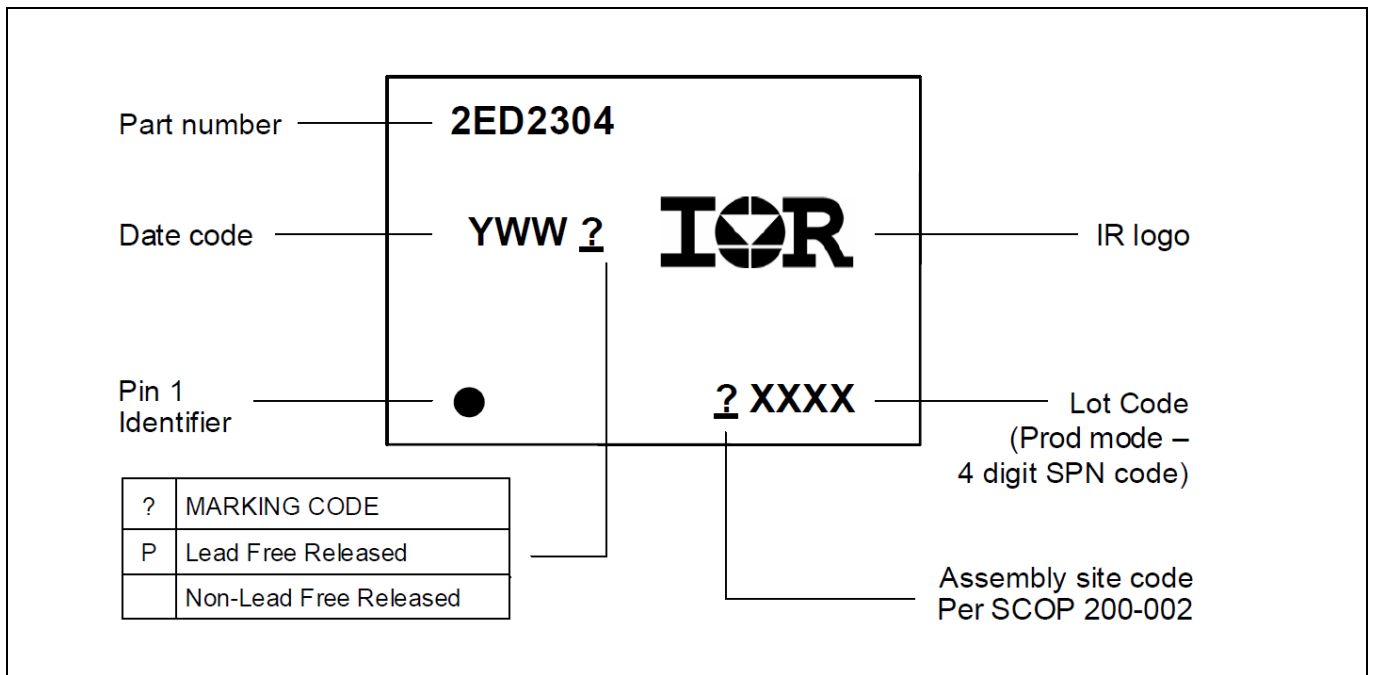 Part number
2ED2304
Date code
YWW ?
IOR
IR logo
Pin 1
Identifier
? XXXX
Lot Code
(Prod mode –
4 digit SPN code)
? MARKING CODE
P Lead Free Released
Non-Lead Free Released
Assembly site code
Per SCOP 200-002